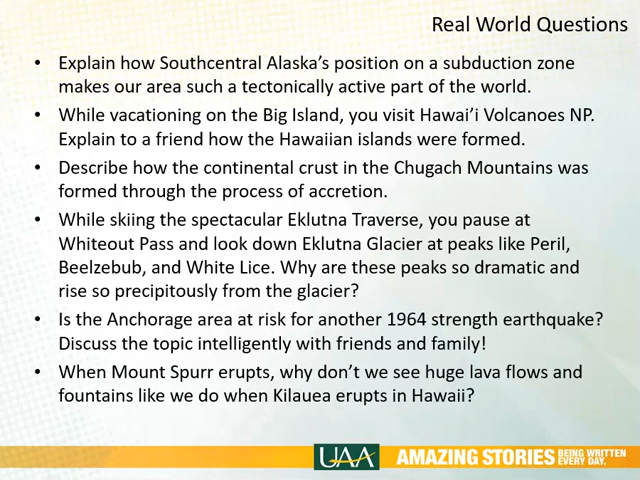 Real World Questions
• Explain how Southcentral Alaska's position on a subduction zone
makes our area such a tectonically active part of the world.
• While vacationing on the Big Island, you visit Hawai'i Volcanoes NP.
Explain to a friend how the Hawaiian islands were formed.
• Describe how the continental crust in the Chugach Mountains was
formed through the process of accretion.
• While skiing the spectacular Eklutna Traverse, you pause at
Whiteout Pass and look down Eklutna Glacier at peaks like Peril,
Beelzebub, and White Lice. Why are these peaks so dramatic and
rise so precipitously from the glacier?
• Is the Anchorage area at risk for another 1964 strength earthquake?
Discuss the topic intelligently with friends and family!
• When Mount Spurr erupts, why don't we see huge lava flows and
fountains like we do when Kilauea erupts in Hawaii?
UAA AMAZING STORIES BEING WRITTEN
EVERY DAY.